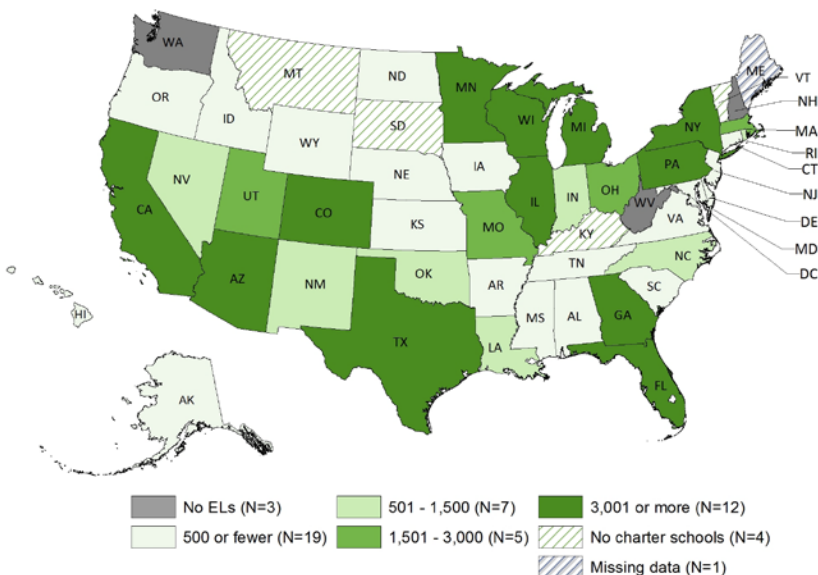 WA
MT
ND
MN
ME
VT
NH
OR
ID
SD
WI
MI
NY
MA
WY
RI
CT
IA
PA
NE
NJ
NV
UT
IL
IN
OH
DE
CA
CO
WV
VA
MD
KS
MO
KY
DC
TN
NC
AZ
NM
OK
AR
SC
MS
AL
GA
HI
TX
LA
FL
AK
No ELs (N=3)
501 - 1,500 (N=7)
3,001 or more (N=12)
500 or fewer (N=19)
1,501 - 3,000 (N=5)
No charter schools (N=4)
Missing data (N=1)